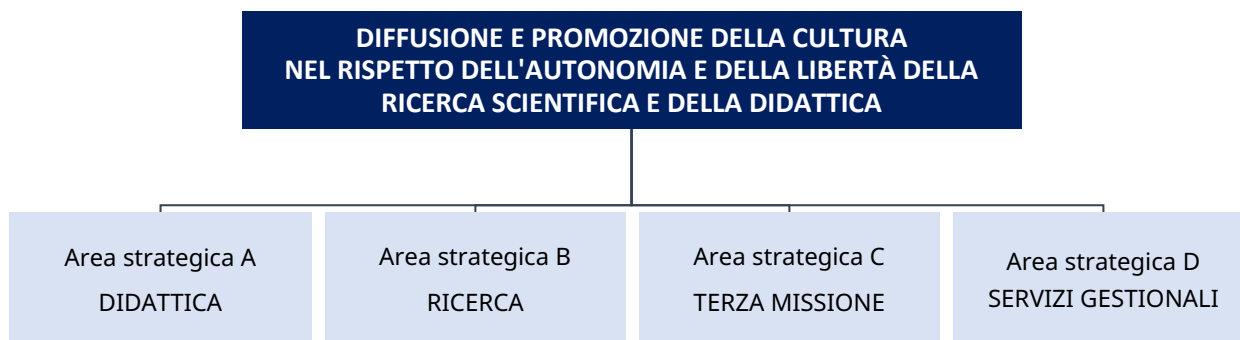 DIFFUSIONE E PROMOZIONE DELLA CULTURA
NEL RISPETTO DELL'AUTONOMIA E DELLA LIBERTÀ DELLA
RICERCA SCIENTIFICA E DELLA DIDATTICA
Area strategica A
DIDATTICA
Area strategica B
RICERCA
Area strategica C
TERZA MISSIONE
Area strategica D
SERVIZI GESTIONALI